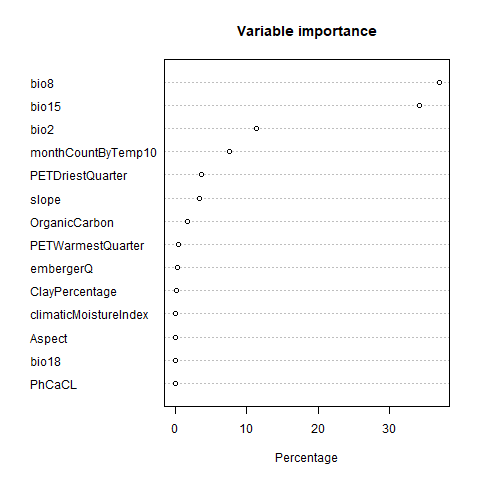 Variable importance
bio8
bio15
bio2
monthCountByTemp10
PETDriestQuarter
slope
OrganicCarbon
PETWarmestQuarter
embergerQ
ClayPercentage
climaticMoistureIndex
Aspect
bio18
PhCaCL
0 10 20 30
Percentage